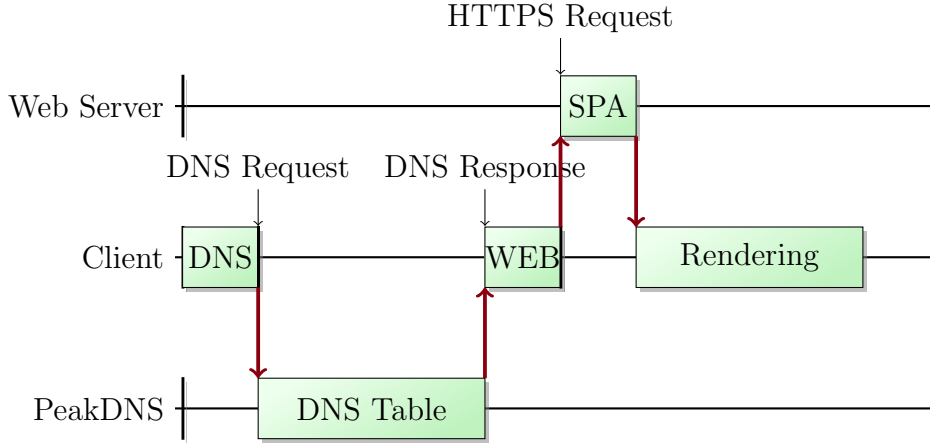 HTTPS Request
Web Server
SPA
DNS Request
DNS Response
Client
DNS
WEB
Rendering
PeakDNS
DNS Table